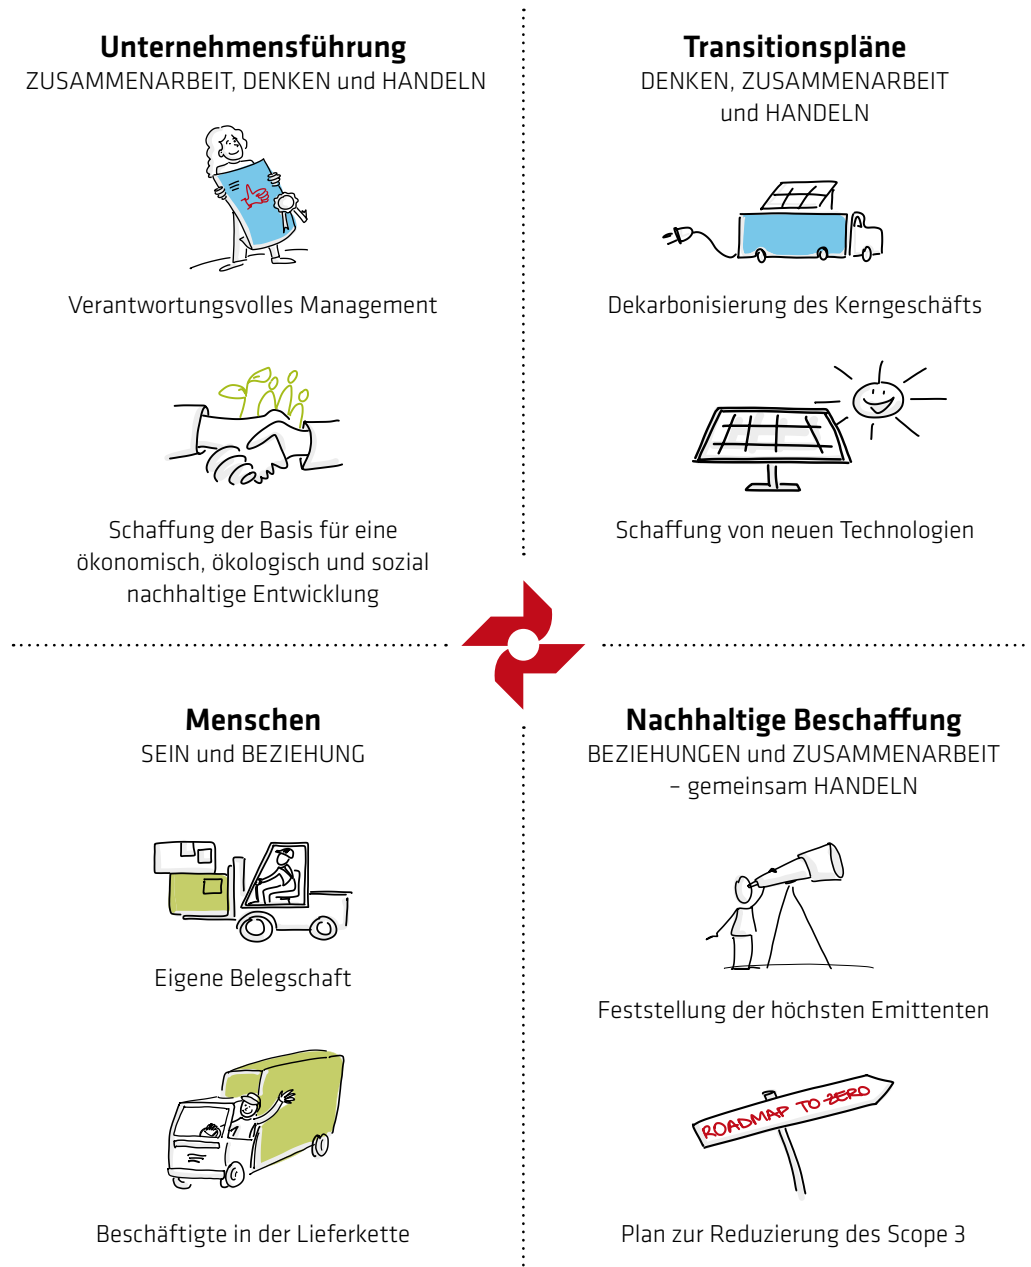 Unternehmensführung
ZUSAMMENARBEIT, DENKEN und HANDELN
Verantwortungsvolles Management
Schaffung der Basis für eine
ökonomisch, ökologisch und sozial
nachhaltige Entwicklung
Transitionspläne
DENKEN, ZUSAMMENARBEIT
und HANDELN
Dekarbonisierung des Kerngeschäfts
Schaffung von neuen Technologien
Menschen
SEIN und BEZIEHUNG
Eigene Belegschaft
Beschäftigte in der Lieferkette
Nachhaltige Beschaffung
BEZIEHUNGEN und ZUSAMMENARBEIT
– gemeinsam HANDELN
Feststellung der höchsten Emittenten
ROADMAP TO ZERO
Plan zur Reduzierung des Scope 3